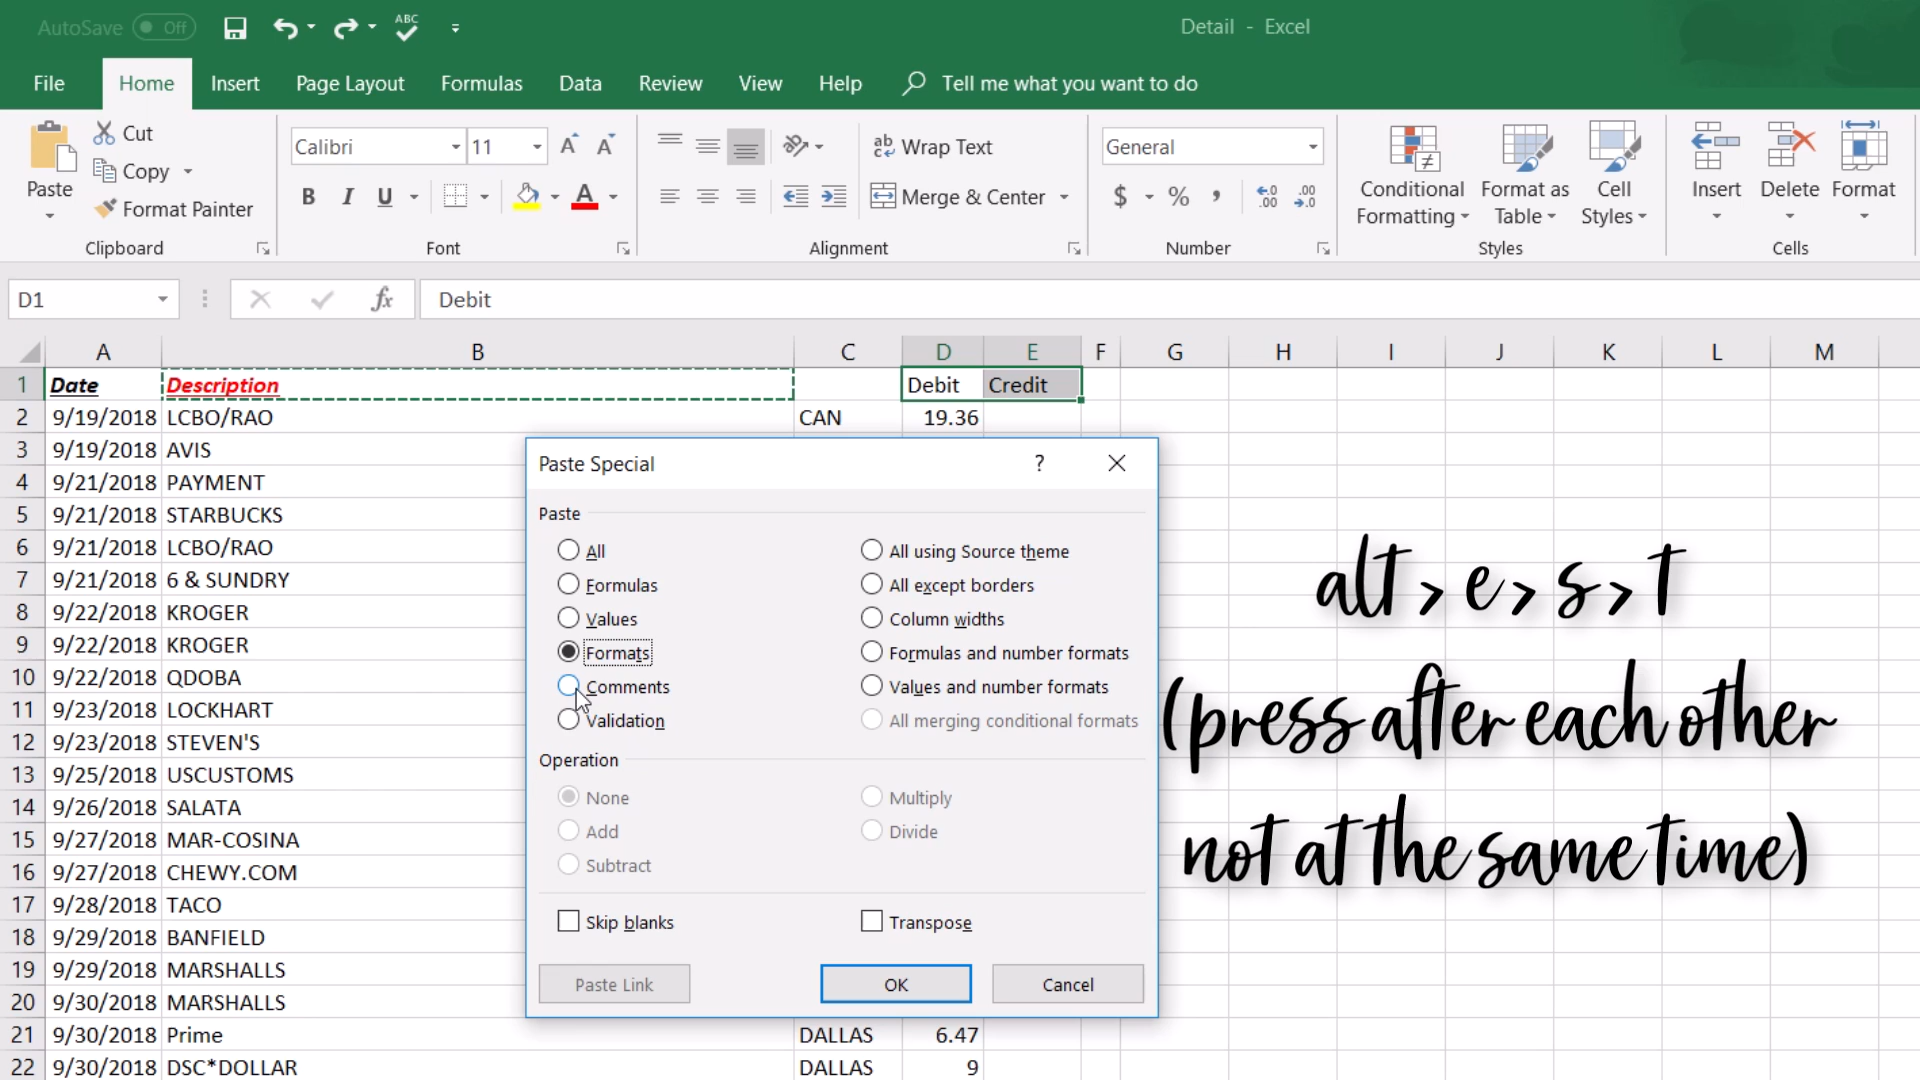 AutoSave Off ABC Detail - Excel
File Home Insert Page Layout Formulas Data Review View Help Tell me what you want to do
Paste
Cut
Copy
Format Painter
Clipboard
Calibri 11 A A
B I U A
Font
ab Wrap Text
Merge & Center
Alignment
General
$ % , .0 .00 .00 .0
Number
Conditional Formatting
Format as Table
Cell Styles
Styles
Insert Delete Format
Cells
D1 fx Debit
A B C D E F G H I J K L M
1 Date Description Debit Credit
2 9/19/2018 LCBO/RAO CAN 19.36
3 9/19/2018 AVIS
4 9/21/2018 PAYMENT
5 9/21/2018 STARBUCKS
6 9/21/2018 LCBO/RAO
7 9/21/2018 6 & SUNDRY
8 9/22/2018 KROGER
9 9/22/2018 KROGER
10 9/22/2018 QDOBA
11 9/23/2018 LOCKHART
12 9/23/2018 STEVEN'S
13 9/25/2018 USCUSTOMS
14 9/26/2018 SALATA
15 9/27/2018 MAR-COSINA
16 9/27/2018 CHEWY.COM
17 9/28/2018 TACO
18 9/29/2018 BANFIELD
19 9/29/2018 MARSHALLS
20 9/30/2018 MARSHALLS
21 9/30/2018 Prime DALLAS 6.47
22 9/30/2018 DSC*DOLLAR DALLAS 9
Paste Special ?
Paste
All All using Source theme
Formulas All except borders
Values Column widths
Formats Formulas and number formats
Comments Values and number formats
Validation All merging conditional formats
Operation
None Multiply
Add Divide
Subtract
Skip blanks Transpose
Paste Link OK Cancel
alt > e > s > t
(press after each other
not at the same time)